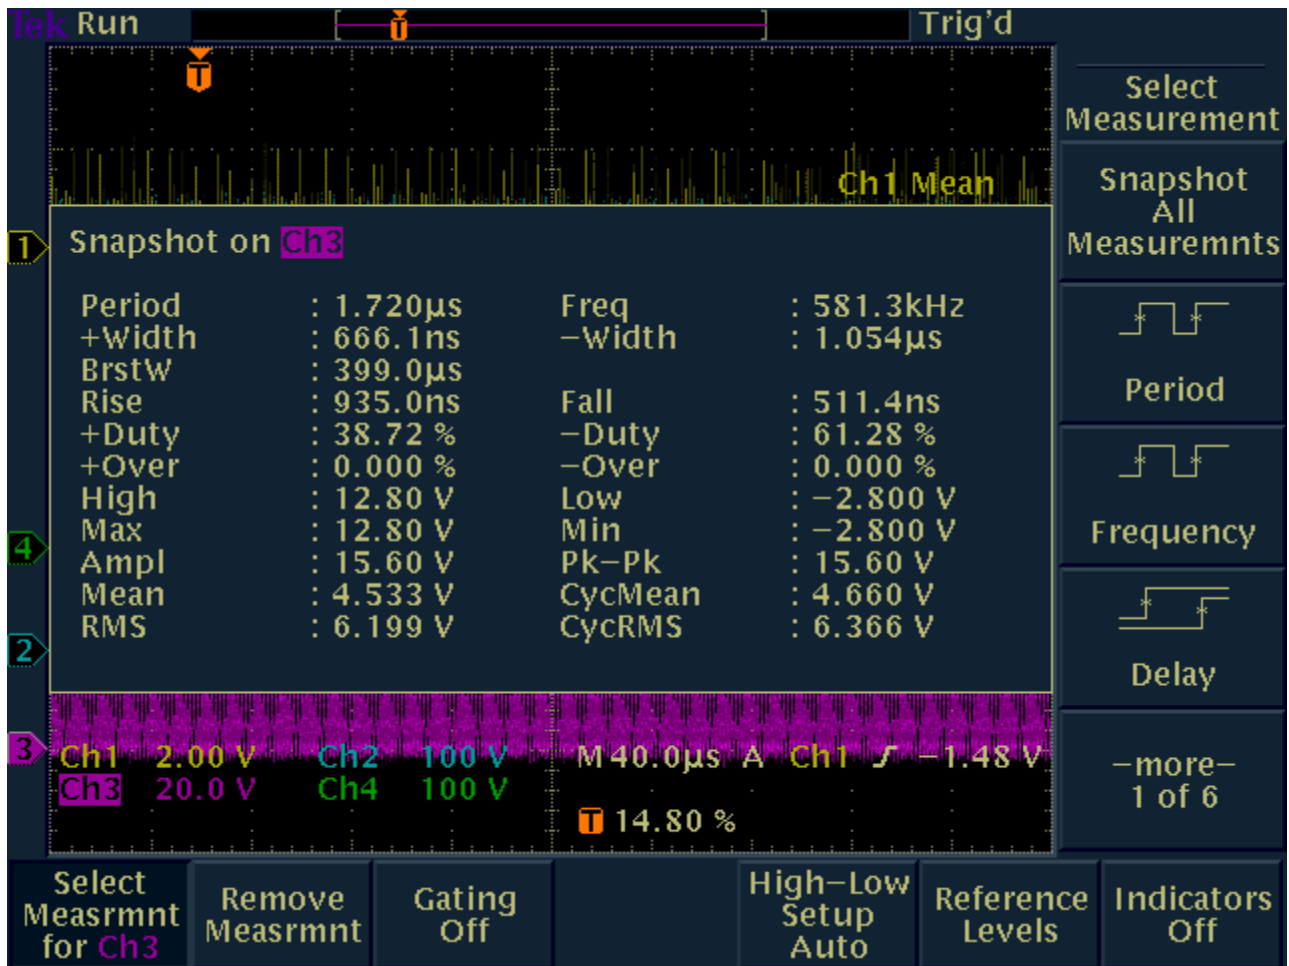 Tek Run Trig'd
T
T
Select
Measurement
Ch1 Mean
Snapshot
All
Measuremnts
1
Snapshot on Ch3
Period : 1.720µs Freq : 581.3kHz
+Width : 666.1ns −Width : 1.054µs
BrstW : 399.0µs
Rise : 935.0ns Fall : 511.4ns
+Duty : 38.72 % −Duty : 61.28 %
+Over : 0.000 % −Over : 0.000 %
High : 12.80 V Low : −2.800 V
Max : 12.80 V Min : −2.800 V
Ampl : 15.60 V Pk−Pk : 15.60 V
Mean : 4.533 V CycMean : 4.660 V
RMS : 6.199 V CycRMS : 6.366 V
Period
4
Frequency
2
Delay
3
Ch1 2.00 V Ch2 100 V M 40.0µs A Ch1 −1.48 V
Ch3 20.0 V Ch4 100 V
T 14.80 %
−more−
1 of 6
Select
Measrmnt
for Ch3
Remove
Measrmnt
Gating
Off
High−Low
Setup
Auto
Reference
Levels
Indicators
Off